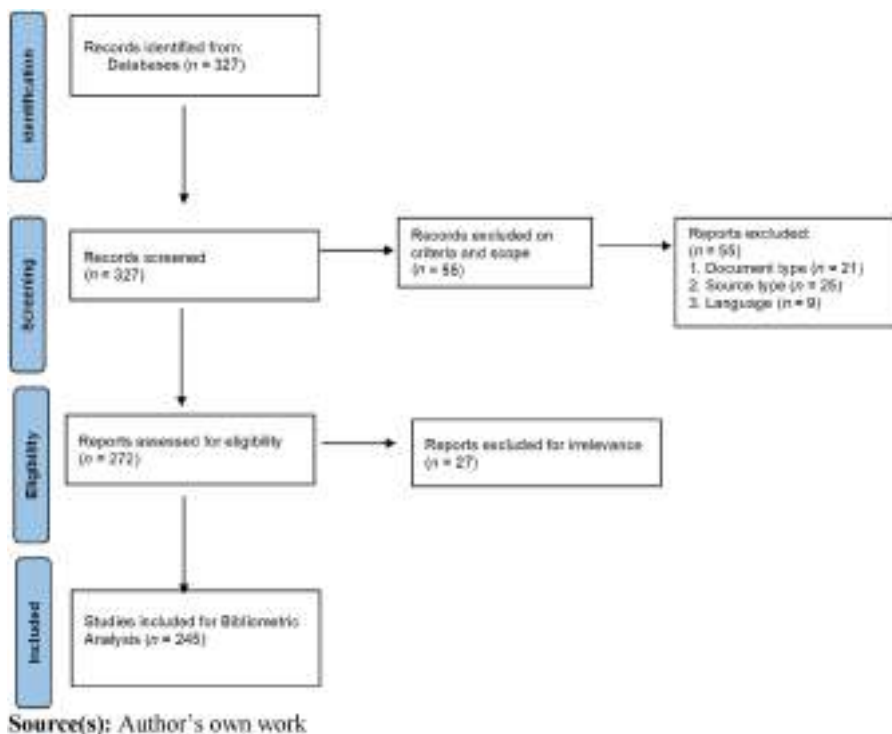 Identification
Records identified from:
Databases (n = 327)
Screening
Records screened
(n = 327)
Records excluded on
criteria and scope
(n = 55)
Reports excluded:
(n = 55)
1. Document type (n = 21)
2. Source type (n = 25)
3. Language (n = 9)
Eligibility
Reports assessed for eligibility
(n = 272)
Reports excluded for irrelevance
(n = 27)
Included
Studies included for Bibliometric
Analysis (n = 245)
Source(s): Author's own work